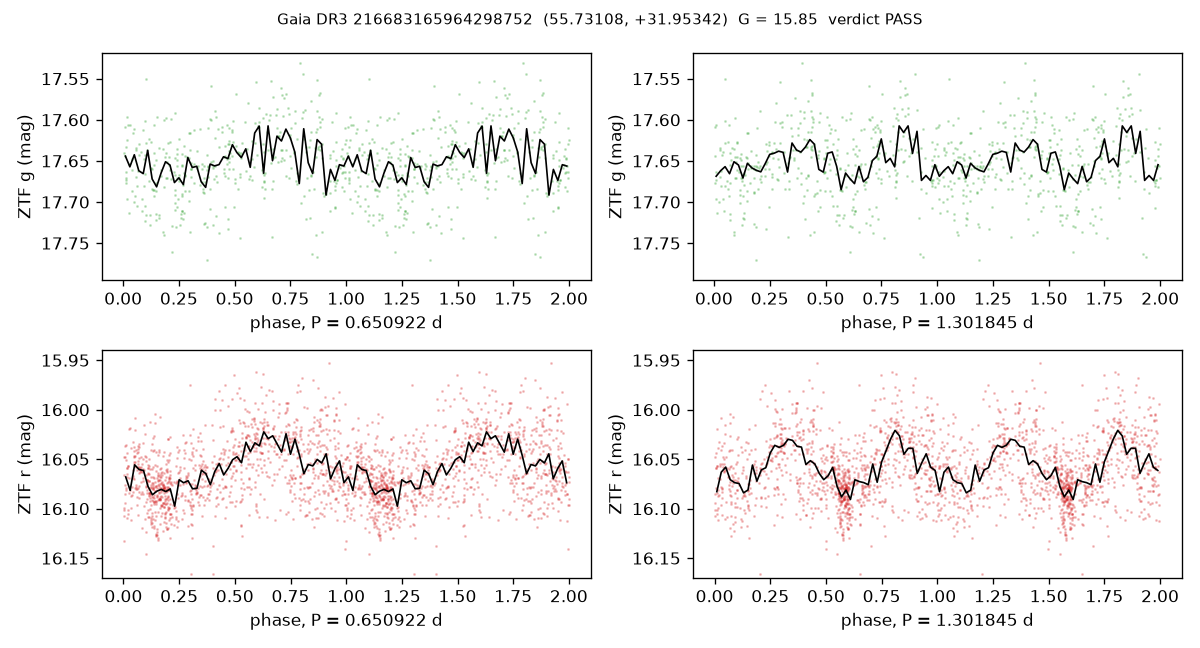 Gaia DR3 216683165964298752 (55.73108, +31.95342) G = 15.85 verdict PASS
ZTF g (mag)
17.55
17.60
17.65
17.70
17.75
0.00 0.25 0.50 0.75 1.00 1.25 1.50 1.75 2.00
phase, P = 0.650922 d
ZTF g (mag)
17.55
17.60
17.65
17.70
17.75
0.00 0.25 0.50 0.75 1.00 1.25 1.50 1.75 2.00
phase, P = 1.301845 d
ZTF r (mag)
15.95
16.00
16.05
16.10
16.15
0.00 0.25 0.50 0.75 1.00 1.25 1.50 1.75 2.00
phase, P = 0.650922 d
ZTF r (mag)
15.95
16.00
16.05
16.10
16.15
0.00 0.25 0.50 0.75 1.00 1.25 1.50 1.75 2.00
phase, P = 1.301845 d